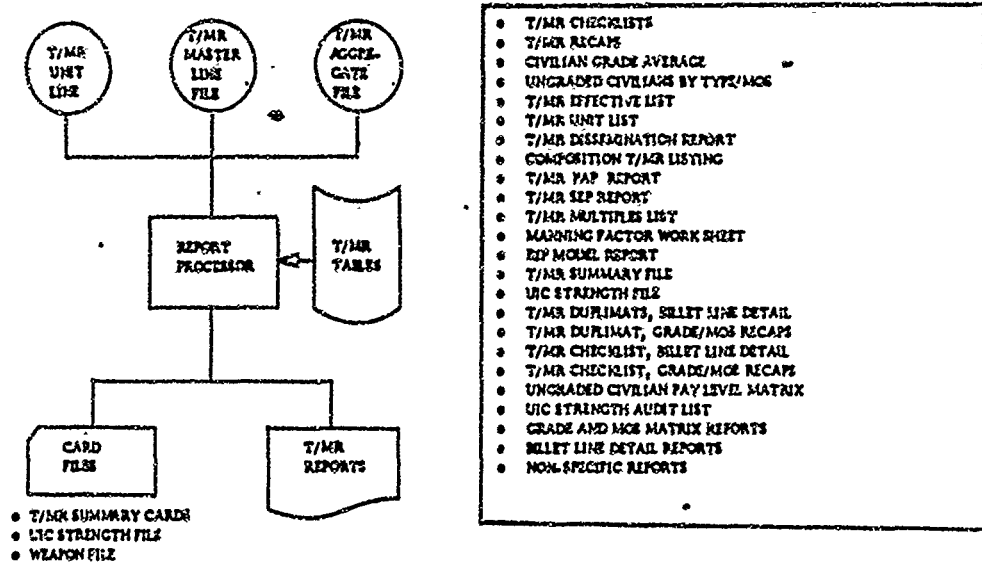 T/MR
UNIT
LINE
T/MR
MASTER
LINE
FILE
T/MR
AGGRE-
GATE
FILE
REPORT
PROCESSOR
T/MR
TABLES
CARD
FILES
T/MR
REPORTS
• T/MR SUMMARY CARDS
• UIC STRENGTH FILE
• WEAPON FILE
• T/MR CHECKLISTS
• T/MR RECAPS
• CIVILIAN GRADE AVERAGE
• UNGRADED CIVILIANS BY TYPE/MOS
• T/MR EFFECTIVE LIST
• T/MR UNIT LIST
• T/MR DISSEMINATION REPORT
• COMPOSITION T/MR LISTING
• T/MR PAP REPORT
• T/MR SEP REPORT
• T/MR MULTIPLES LIST
• MANNING FACTOR WORK SHEET
• MODEL REPORT
• T/MR SUMMARY FILE
• UIC STRENGTH FILE
• T/MR DUPLIMATS, BILLET LINE DETAIL
• T/MR DUPLIMAT, GRADE/MOS RECAPS
• T/MR CHECKLIST, BILLET LINE DETAIL
• T/MR CHECKLIST, GRADE/MOS RECAPS
• UNGRADED CIVILIAN PAY LEVEL MATRIX
• UIC STRENGTH AUDIT LIST
• GRADE AND MOS MATRIX REPORTS
• BILLET LINE DETAIL REPORTS
• NON-SPECIFIC REPORTS